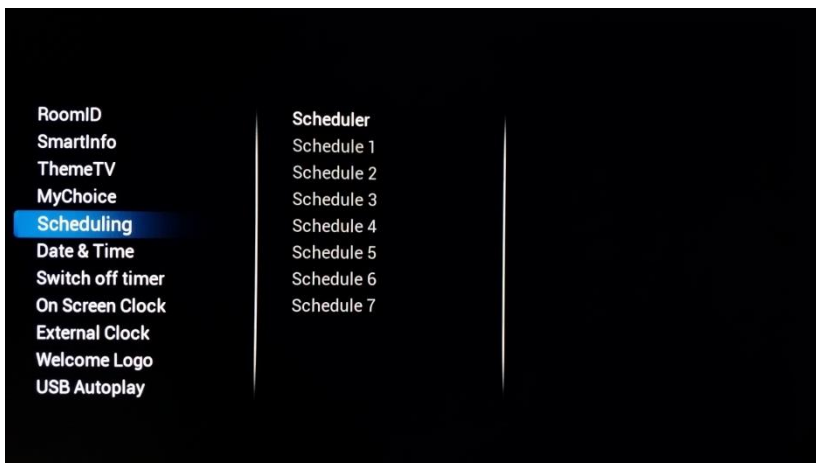 RoomID
SmartInfo
ThemeTV
MyChoice
Scheduling
Date & Time
Switch off timer
On Screen Clock
External Clock
Welcome Logo
USB Autoplay
Scheduler
Schedule 1
Schedule 2
Schedule 3
Schedule 4
Schedule 5
Schedule 6
Schedule 7